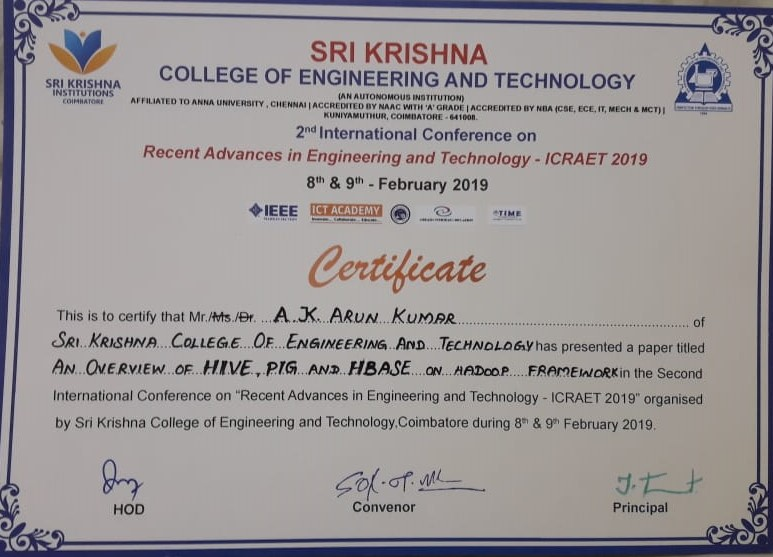 SRI KRISHNA
INSTITUTIONS
COIMBATORE
SRI KRISHNA
COLLEGE OF ENGINEERING AND TECHNOLOGY
(AN AUTONOMOUS INSTITUTION)
AFFILIATED TO ANNA UNIVERSITY , CHENNAI | ACCREDITED BY NAAC WITH 'A' GRADE | ACCREDITED BY NBA (CSE, ECE, IT, MECH & MCT) |
KUNIYAMUTHUR, COIMBATORE - 641008.
2nd International Conference on
Recent Advances in Engineering and Technology - ICRAET 2019
8th & 9th - February 2019
IEEE
ICT ACADEMY
TIME
Certificate
This is to certify that Mr./Ms./Dr. A.K. ARUN KUMAR of
SRI KRISHNA COLLEGE OF ENGINEERING AND TECHNOLOGY has presented a paper titled
AN OVERVIEW OF HIVE, PIG AND HBASE ON HADOOP FRAMEWORK in the Second
International Conference on "Recent Advances in Engineering and Technology - ICRAET 2019" organised
by Sri Krishna College of Engineering and Technology,Coimbatore during 8th & 9th February 2019.
HOD
Convenor
Principal